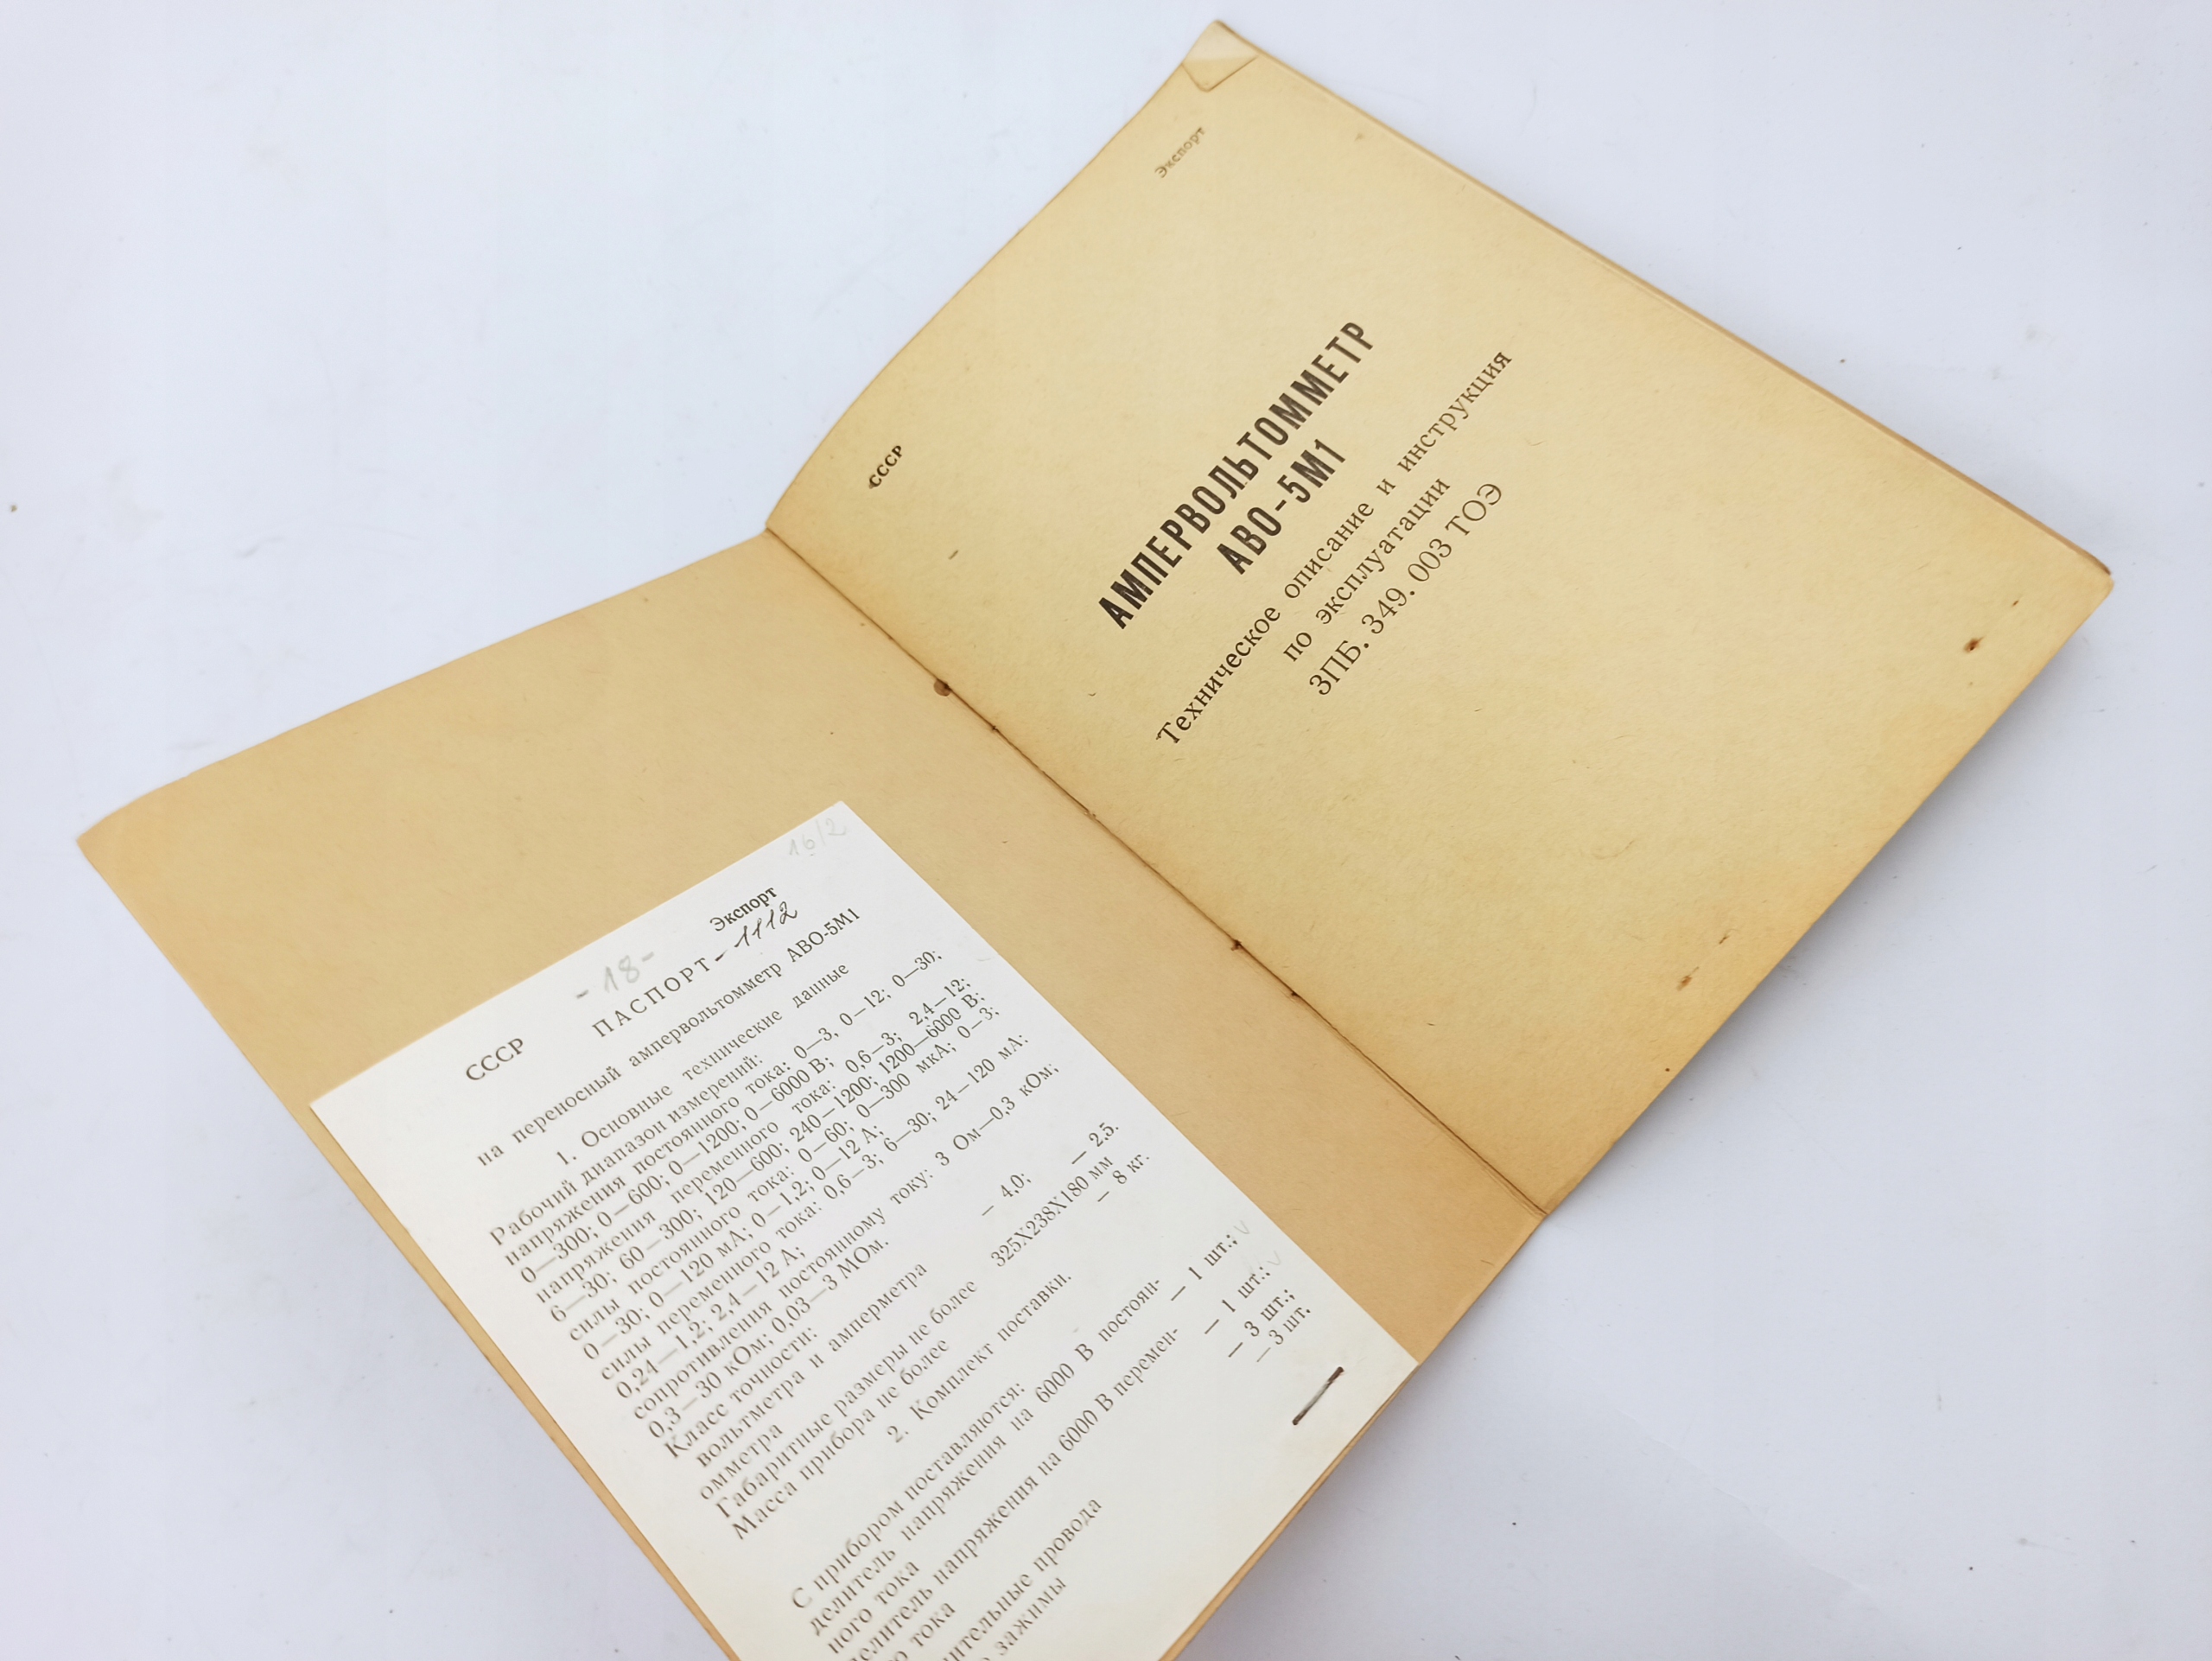 Экспорт
СССР
АМПЕРВОЛЬТОММЕТР
АВО-5М1
Техническое описание и инструкция
по эксплуатации
3ПБ. 349. 003 ТОЭ
16/2
Экспорт
-18-
СССР
ПАСПОРТ - 1112
на переносный ампервольтомметр АВО-5М1
1. Основные технические данные
Рабочий диапазон измерений:
напряжения постоянного тока: 0—3, 0—12; 0—30;
0—300; 0—600; 0—1200; 0—6000 В;
напряжения переменного тока: 0,6—3; 2,4—12;
6—30; 60—300; 120—600; 240—1200; 1200—6000 В;
силы постоянного тока: 0—60; 0—300 мкА; 0—3;
0—30; 0—120 мА; 0—1,2; 0—12 А;
силы переменного тока: 0,6—3; 6—30; 24—120 мА:
0,24—1,2; 2,4—12 А;
сопротивления постоянному току: 3 Ом—0,3 кОм;
0,3—30 кОм; 0,03—3 МОм.
Класс точности:
вольтметра и амперметра — 4,0;
омметра — 2,5.
Габаритные размеры не более 325X238X180 мм
Масса прибора не более — 8 кг.
2. Комплект поставки.
С прибором поставляются:
делитель напряжения на 6000 В постоян-
ного тока — 1 шт.; v
делитель напряжения на 6000 В перемен-
го тока — 1 шт.; v
ительные провода — 3 шт.;
зажимы — 3 шт.